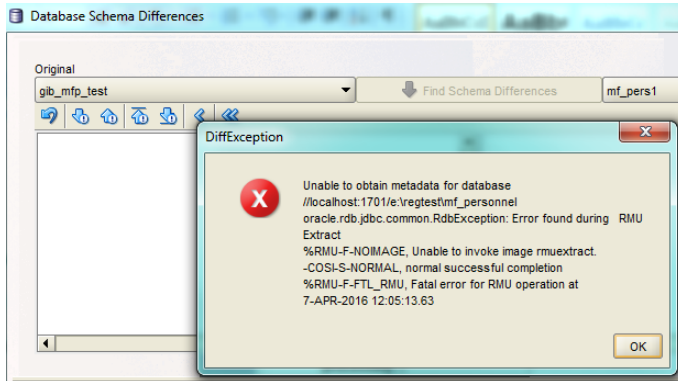 Database Schema Differences
Original
gib_mfp_test
Find Schema Differences
mf_pers1
DiffException
Unable to obtain metadata for database
//localhost:1701/e:\regtest\mf_personnel
oracle.rdb.jdbc.common.RdbException: Error found during RMU
Extract
%RMU-F-NOIMAGE, Unable to invoke image rmuextract.
-COSI-S-NORMAL, normal successful completion
%RMU-F-FTL_RMU, Fatal error for RMU operation at
7-APR-2016 12:05:13.63
OK